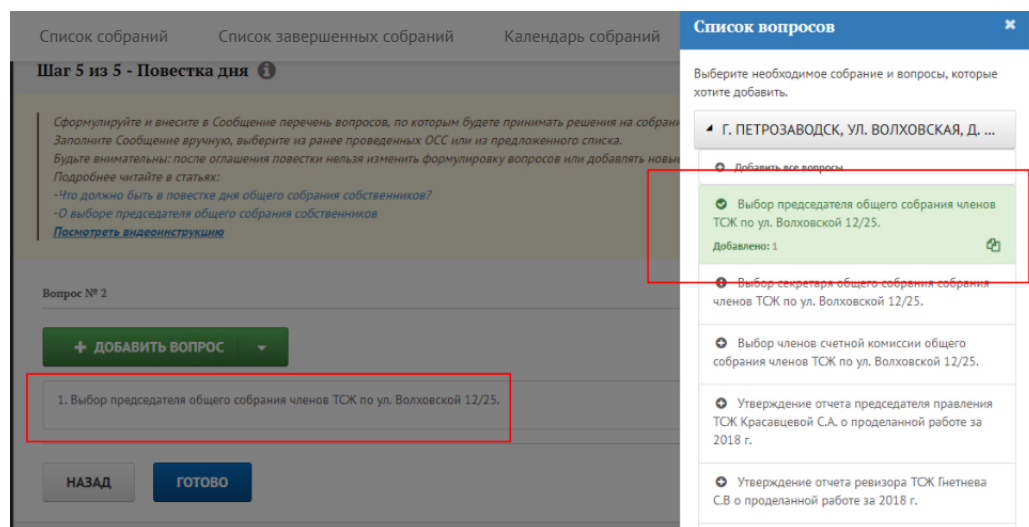 Список собраний
Список завершенных собраний
Календарь собраний
Шаг 5 из 5 - Повестка дня
Сформулируйте и внесите в Сообщение перечень вопросов, по которым будете принимать решения на собрани
Заполните Сообщение вручную, выберите из ранее проведенных ОСС или из предложенного списка.
Будьте внимательны: после оглашения повестки нельзя изменить формулировку вопросов или добавлять новые
Подробнее читайте в статьях:
-Что должно быть в повестке дня общего собрания собственников?
-О выборе председателя общего собрания собственников
Посмотреть видеоинструкцию
Вопрос № 2
ДОБАВИТЬ ВОПРОС
1. Выбор председателя общего собрания членов ТСЖ по ул. Волховской 12/25.
НАЗАД
ГОТОВО
Список вопросов
Выберите необходимое собрание и вопросы, которые
хотите добавить.
Г. ПЕТРОЗАВОДСК, УЛ. ВОЛХОВСКАЯ, Д. ...
Добавить все вопросы
Выбор председателя общего собрания членов
ТСЖ по ул. Волховской 12/25.
Добавлено: 1
Выбор секретаря общего собрания собрания
членов ТСЖ по ул. Волховской 12/25.
Выбор членов счетной комиссии общего
собрания членов ТСЖ по ул. Волховской 12/25.
Утверждение отчета председателя правления
ТСЖ Красавцевой С.А. о проделанной работе за
2018 г.
Утверждение отчета ревизора ТСЖ Гнетнева
С.В о проделанной работе за 2018 г.